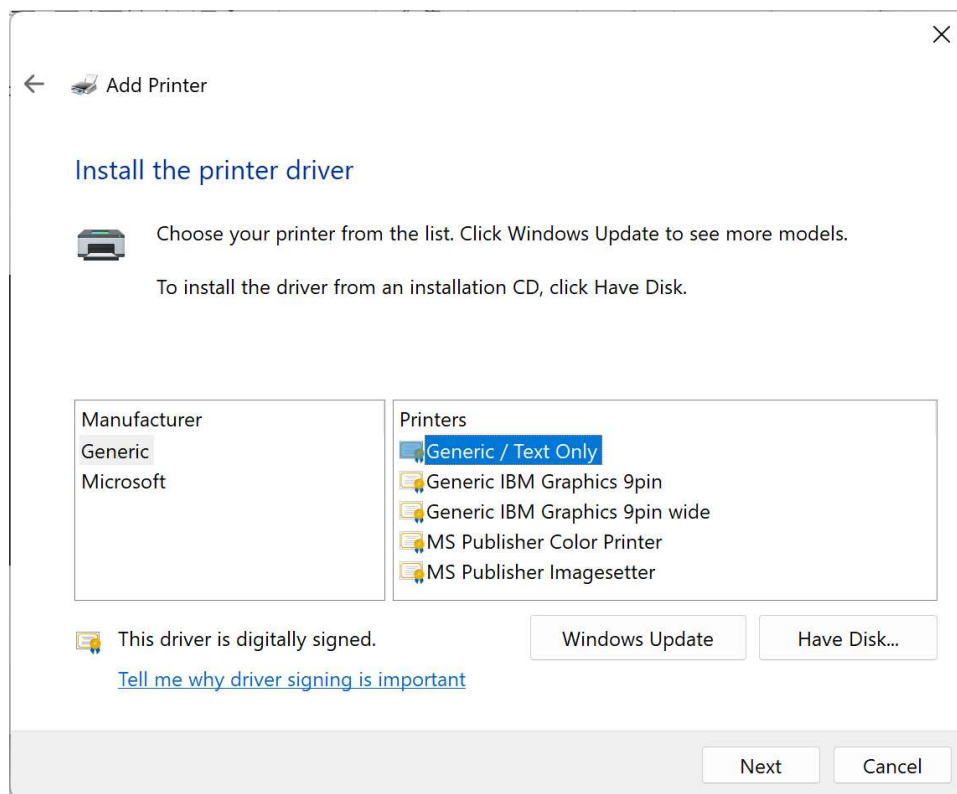 Add Printer
Install the printer driver
Choose your printer from the list. Click Windows Update to see more models.
To install the driver from an installation CD, click Have Disk.
Manufacturer
Generic
Microsoft
Printers
Generic / Text Only
Generic IBM Graphics 9pin
Generic IBM Graphics 9pin wide
MS Publisher Color Printer
MS Publisher Imagesetter
This driver is digitally signed.
Tell me why driver signing is important
Windows Update
Have Disk...
Next
Cancel